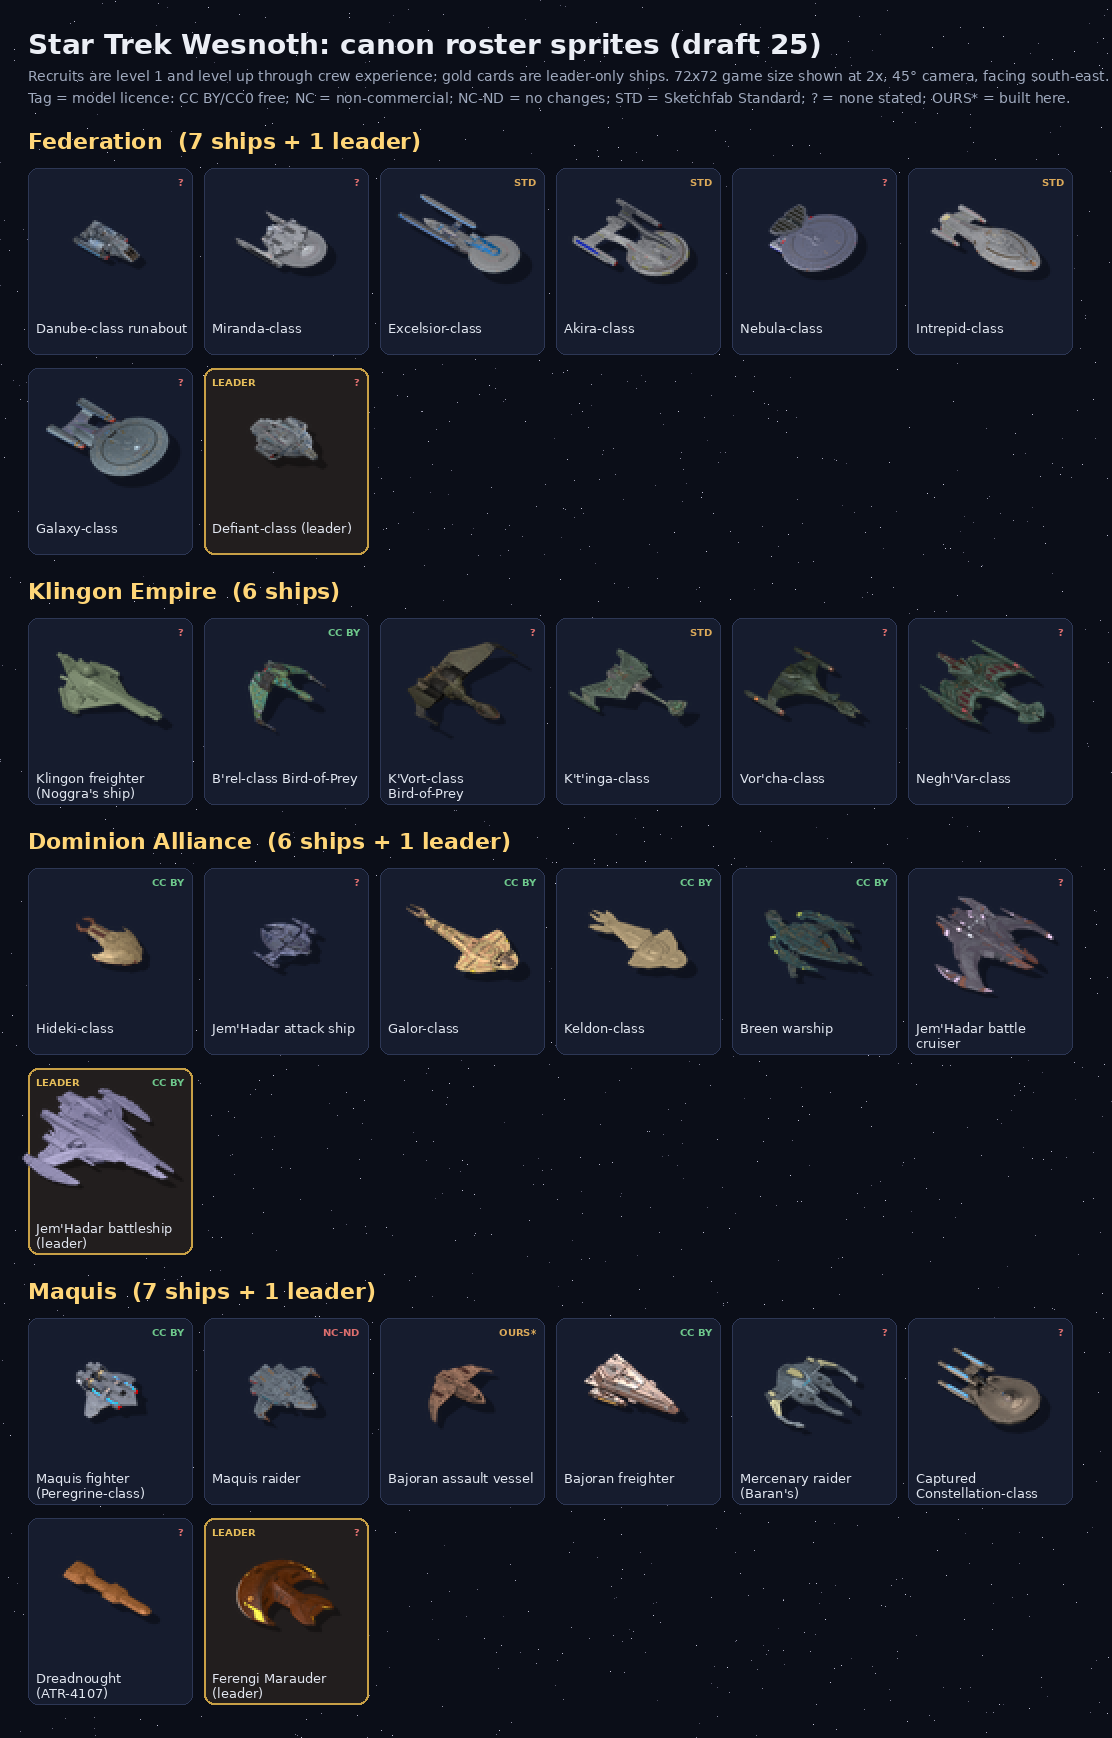 Star Trek Wesnoth: canon roster sprites (draft 25)
Recruits are level 1 and level up through crew experience; gold cards are leader-only ships. 72x72 game size shown at 2x, 45° camera, facing south-east.
Tag = model licence: CC BY/CC0 free; NC = non-commercial; NC-ND = no changes; STD = Sketchfab Standard; ? = none stated; OURS* = built here.
Federation (7 ships + 1 leader)
?
?
STD
STD
?
STD
Danube-class runabout
Miranda-class
Excelsior-class
Akira-class
Nebula-class
Intrepid-class
?
LEADER
?
Galaxy-class
Defiant-class (leader)
Klingon Empire (6 ships)
?
CC BY
?
STD
?
?
Klingon freighter
(Noggra's ship)
B'rel-class Bird-of-Prey
K'Vort-class
Bird-of-Prey
K't'inga-class
Vor'cha-class
Negh'Var-class
Dominion Alliance (6 ships + 1 leader)
CC BY
?
CC BY
CC BY
CC BY
?
Hideki-class
Jem'Hadar attack ship
Galor-class
Keldon-class
Breen warship
Jem'Hadar battle
cruiser
LEADER
CC BY
Jem'Hadar battleship
(leader)
Maquis (7 ships + 1 leader)
CC BY
NC-ND
OURS*
CC BY
?
?
Maquis fighter
(Peregrine-class)
Maquis raider
Bajoran assault vessel
Bajoran freighter
Mercenary raider
(Baran's)
Captured
Constellation-class
?
LEADER
?
Dreadnought
(ATR-4107)
Ferengi Marauder
(leader)